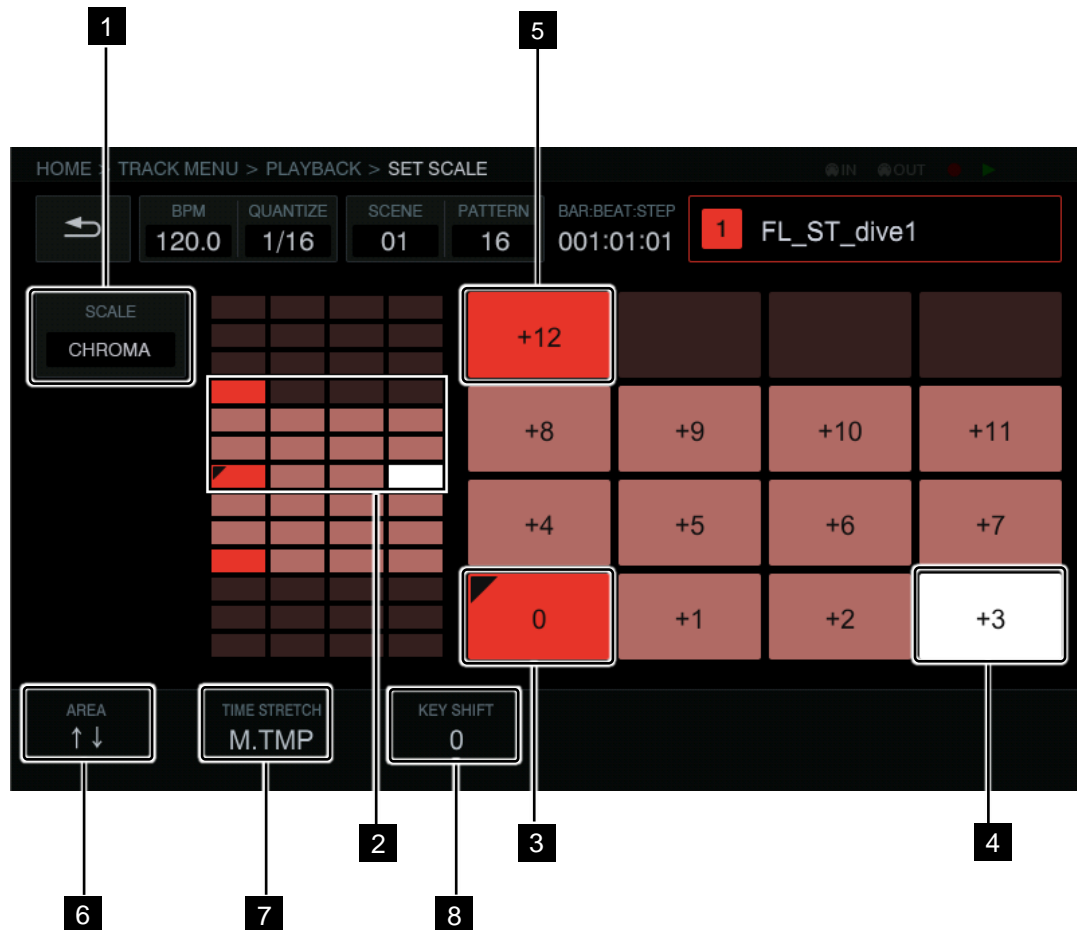 1
5
HOME > TRACK MENU > PLAYBACK > SET SCALE
IN OUT
BPM QUANTIZE SCENE PATTERN BAR:BEAT:STEP
120.0 1/16 01 16 001:01:01
1 FL_ST_dive1
SCALE
CHROMA
+12
+8 +9 +10 +11
+4 +5 +6 +7
0 +1 +2 +3
AREA TIME STRETCH KEY SHIFT
↑↓ M.TMP 0
2 3 4
6 7 8